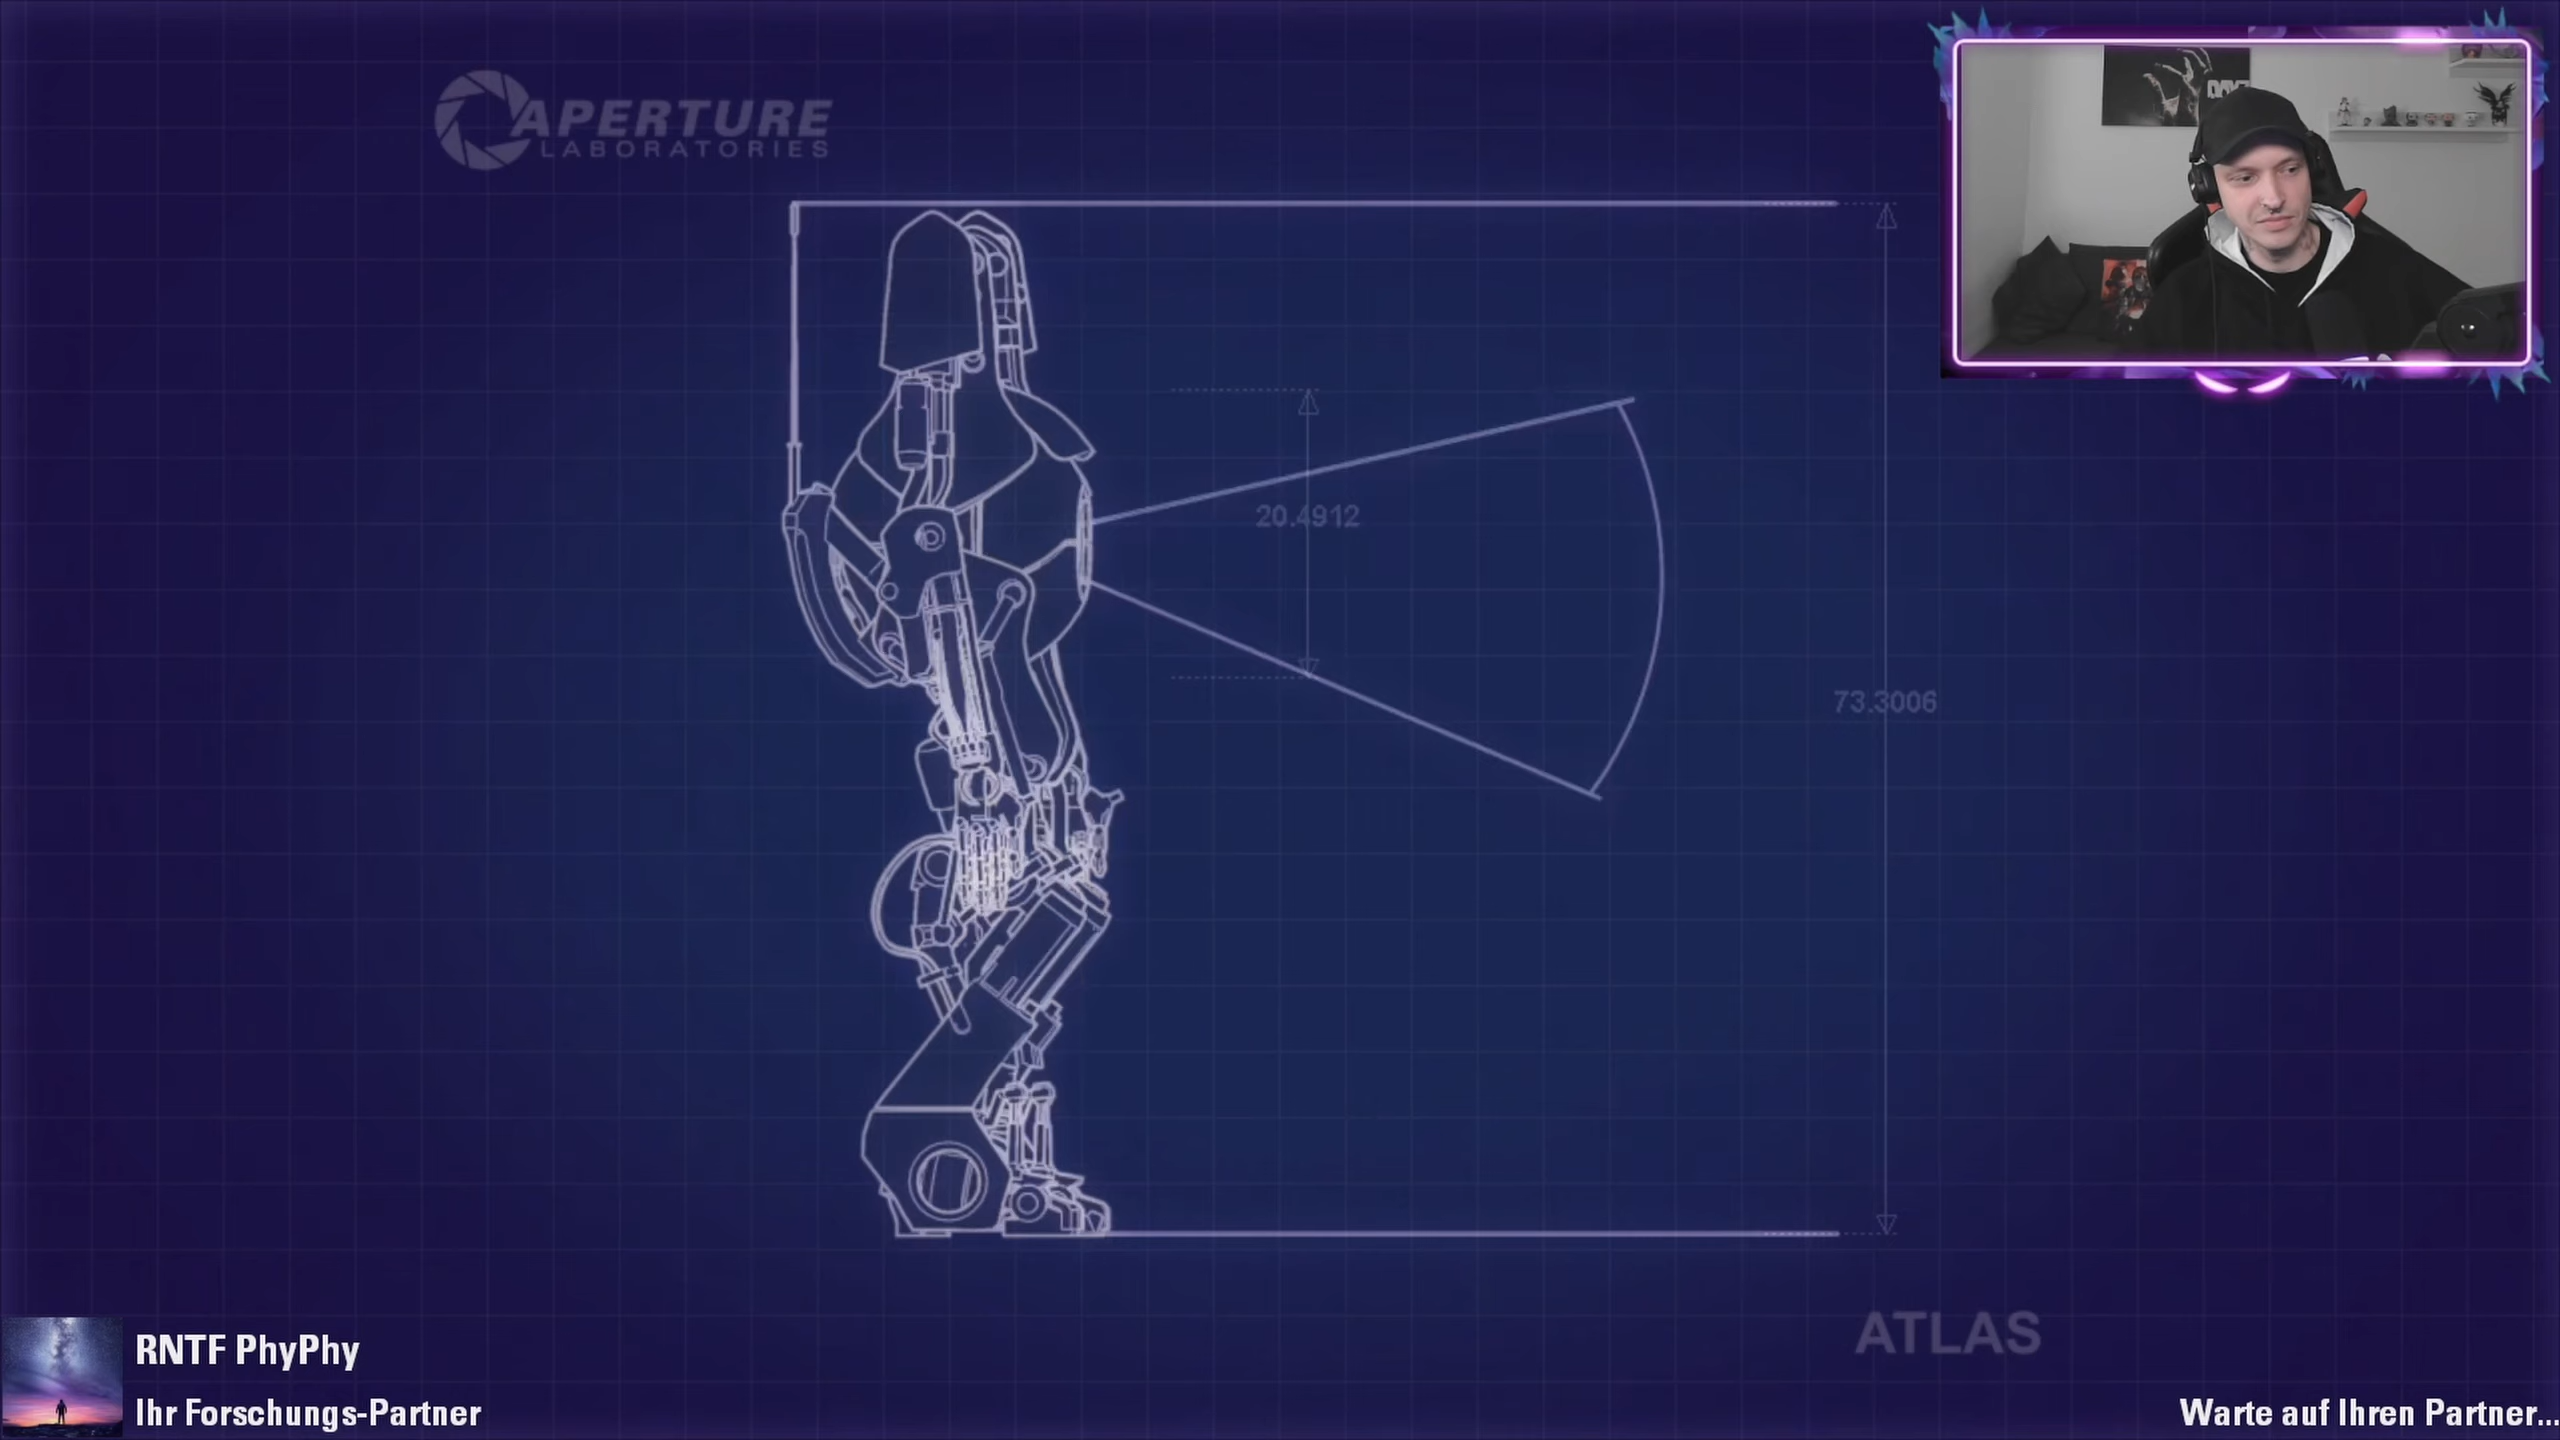 APERTURE
LABORATORIES
20.4912
73.3006
ATLAS
RNTF PhyPhy
Ihr Forschungs-Partner
Warte auf Ihren Partner...